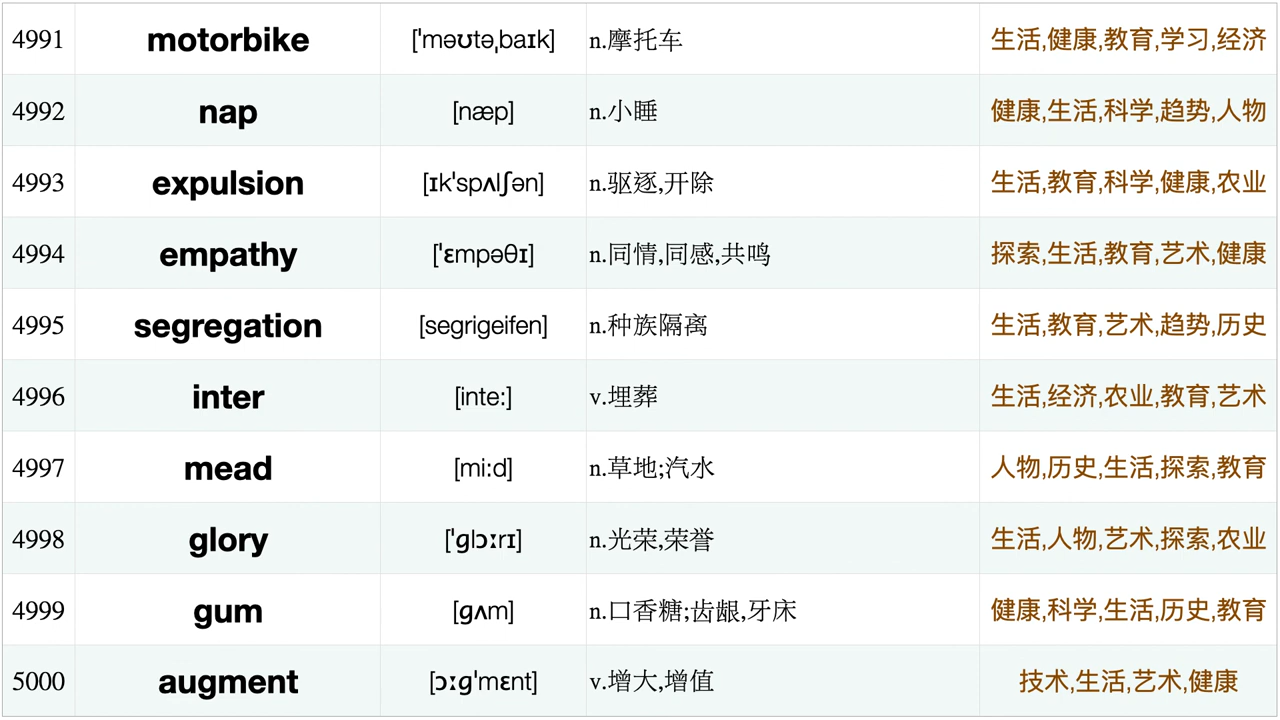 4991 motorbike ['məʊtəˌbaɪk] n.摩托车 生活,健康,教育,学习,经济
4992 nap [næp] n.小睡 健康,生活,科学,趋势,人物
4993 expulsion [ɪk'spʌlʃən] n.驱逐,开除 生活,教育,科学,健康,农业
4994 empathy ['ɛmpəθɪ] n.同情,同感,共鸣 探索,生活,教育,艺术,健康
4995 segregation [segrigeifen] n.种族隔离 生活,教育,艺术,趋势,历史
4996 inter [inte:] v.埋葬 生活,经济,农业,教育,艺术
4997 mead [mi:d] n.草地;汽水 人物,历史,生活,探索,教育
4998 glory ['ɡlɔːrɪ] n.光荣,荣誉 生活,人物,艺术,探索,农业
4999 gum [ɡʌm] n.口香糖;齿龈,牙床 健康,科学,生活,历史,教育
5000 augment [ɔːɡ'mɛnt] v.增大,增值 技术,生活,艺术,健康